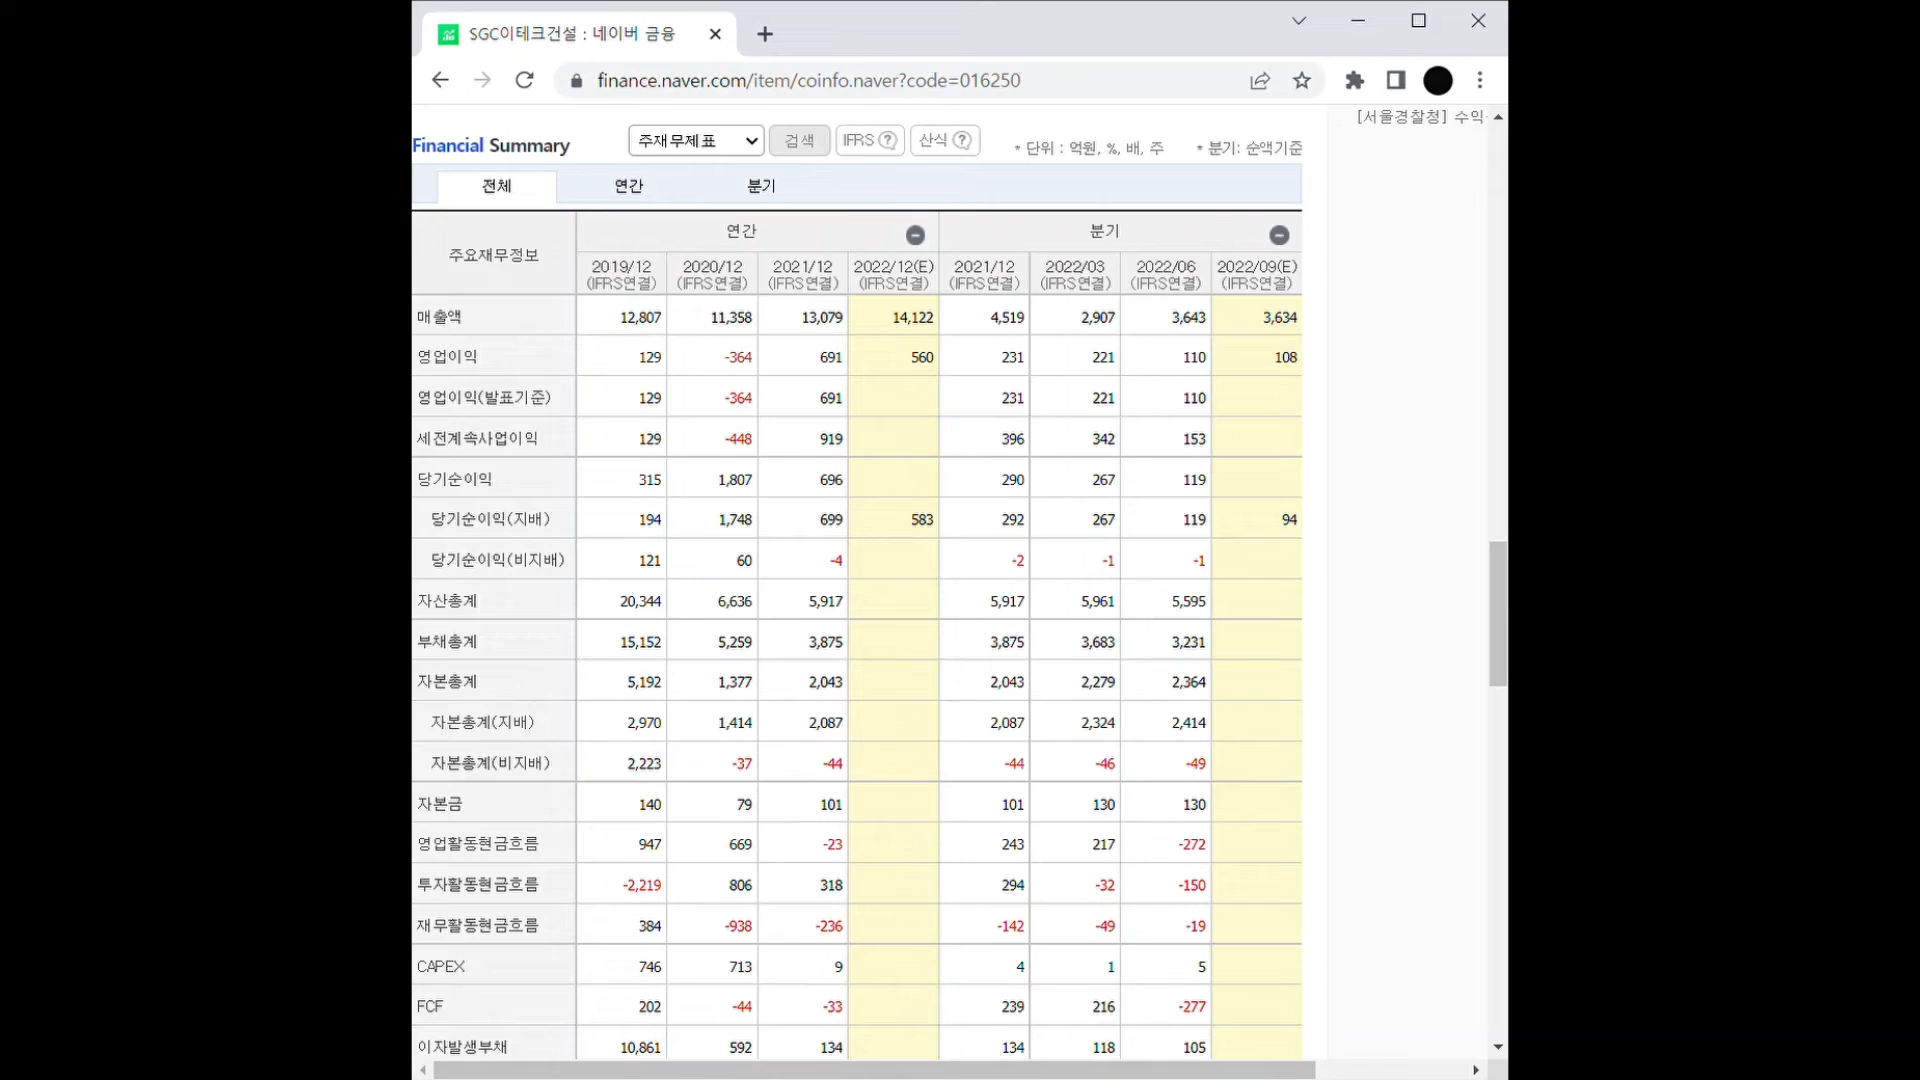 SGC이테크건설 : 네이버 금융
finance.naver.com/item/coinfo.naver?code=016250
[서울경찰청] 수익
Financial Summary 주재무제표 검색 IFRS ? 산식 ? * 단위 : 억원, %, 배, 주 * 분기: 순액기준
전체 연간 분기
주요재무정보 연간 분기
2019/12 2020/12 2021/12 2022/12(E) 2021/12 2022/03 2022/06 2022/09(E)
(IFRS연결) (IFRS연결) (IFRS연결) (IFRS연결) (IFRS연결) (IFRS연결) (IFRS연결) (IFRS연결)
매출액 12,807 11,358 13,079 14,122 4,519 2,907 3,643 3,634
영업이익 129 -364 691 560 231 221 110 108
영업이익(발표기준) 129 -364 691 231 221 110
세전계속사업이익 129 -448 919 396 342 153
당기순이익 315 1,807 696 290 267 119
당기순이익(지배) 194 1,748 699 583 292 267 119 94
당기순이익(비지배) 121 60 -4 -2 -1 -1
자산총계 20,344 6,636 5,917 5,917 5,961 5,595
부채총계 15,152 5,259 3,875 3,875 3,683 3,231
자본총계 5,192 1,377 2,043 2,043 2,279 2,364
자본총계(지배) 2,970 1,414 2,087 2,087 2,324 2,414
자본총계(비지배) 2,223 -37 -44 -44 -46 -49
자본금 140 79 101 101 130 130
영업활동현금흐름 947 669 -23 243 217 -272
투자활동현금흐름 -2,219 806 318 294 -32 -150
재무활동현금흐름 384 -938 -236 -142 -49 -19
CAPEX 746 713 9 4 1 5
FCF 202 -44 -33 239 216 -277
이자발생부채 10,861 592 134 134 118 105